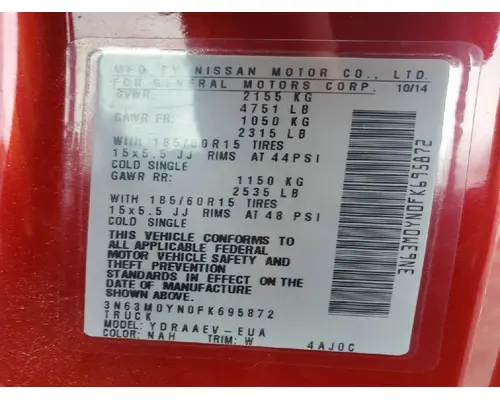 MFD BY NISSAN MOTOR CO., LTD.
FOR GENERAL MOTORS CORP. 10/14
GVWR: 2155 KG
4751 LB
GAWR FR: 1050 KG
2315 LB
WITH 185/60R15 TIRES
15x5.5 JJ RIMS AT 44PSI
COLD SINGLE
GAWR RR: 1150 KG
2535 LB
WITH 185/60R15 TIRES
15x5.5 JJ RIMS AT 48 PSI
COLD SINGLE
THIS VEHICLE CONFORMS TO
ALL APPLICABLE FEDERAL
MOTOR VEHICLE SAFETY AND
THEFT PREVENTION
STANDARDS IN EFFECT ON THE
DATE OF MANUFACTURE
SHOWN ABOVE.
3N63M0YN0FK695872
TRUCK
MODEL: YDRAAEV-EUA
COLOR: NAH TRIM: W 4AJ0C
3N63M0YN0FK695872